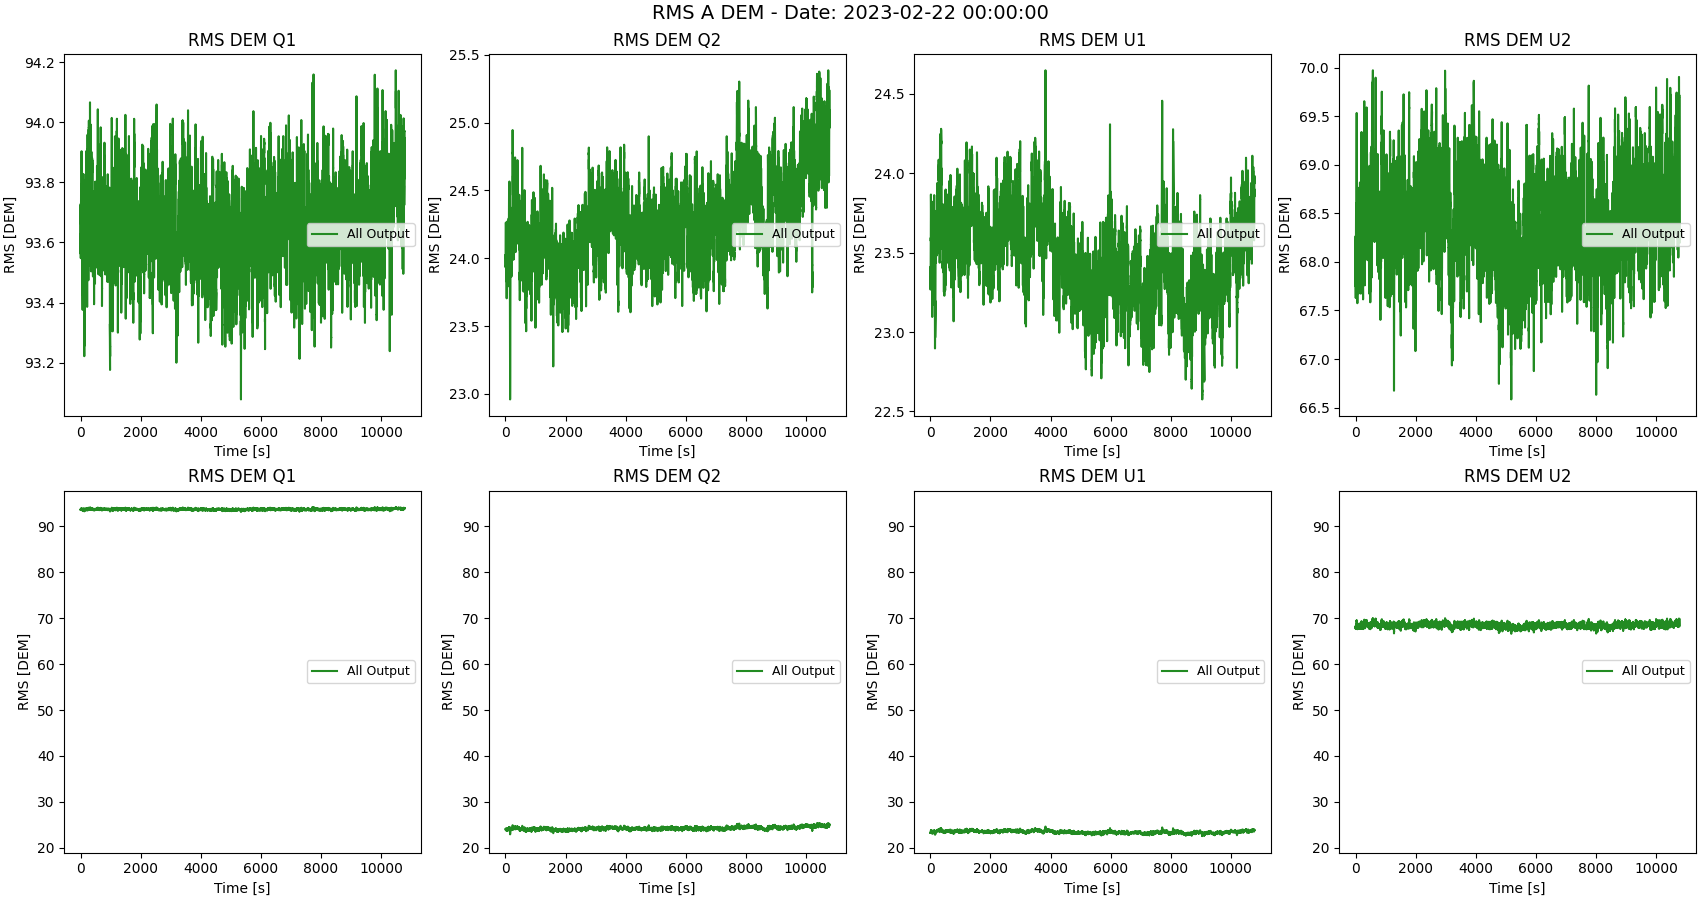 RMS A DEM - Date: 2023-02-22 00:00:00
RMS DEM Q1
RMS [DEM]
94.2
94.0
93.8
93.6
93.4
93.2
All Output
0 2000 4000 6000 8000 10000
Time [s]
RMS DEM Q2
RMS [DEM]
25.5
25.0
24.5
24.0
23.5
23.0
All Output
0 2000 4000 6000 8000 10000
Time [s]
RMS DEM U1
RMS [DEM]
24.5
24.0
23.5
23.0
22.5
All Output
0 2000 4000 6000 8000 10000
Time [s]
RMS DEM U2
RMS [DEM]
70.0
69.5
69.0
68.5
68.0
67.5
67.0
66.5
All Output
0 2000 4000 6000 8000 10000
Time [s]
RMS DEM Q1
RMS [DEM]
90
80
70
60
50
40
30
20
All Output
0 2000 4000 6000 8000 10000
Time [s]
RMS DEM Q2
RMS [DEM]
90
80
70
60
50
40
30
20
All Output
0 2000 4000 6000 8000 10000
Time [s]
RMS DEM U1
RMS [DEM]
90
80
70
60
50
40
30
20
All Output
0 2000 4000 6000 8000 10000
Time [s]
RMS DEM U2
RMS [DEM]
90
80
70
60
50
40
30
20
All Output
0 2000 4000 6000 8000 10000
Time [s]